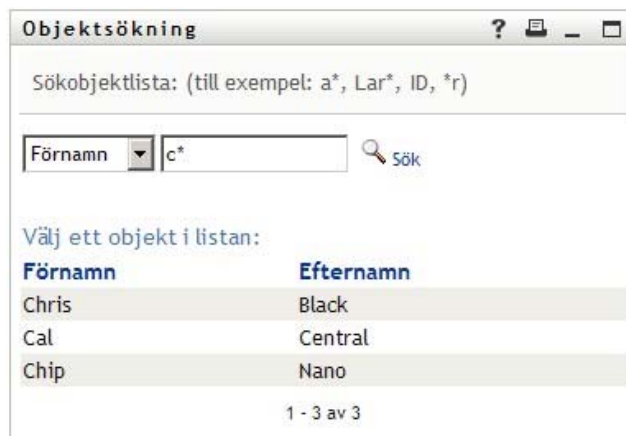 Objektsökning ?
Sökobjektlista: (till exempel: a*, Lar*, ID, *r)
Förnamn c* Sök
Välj ett objekt i listan:
Förnamn Efternamn
Chris Black
Cal Central
Chip Nano
1 - 3 av 3